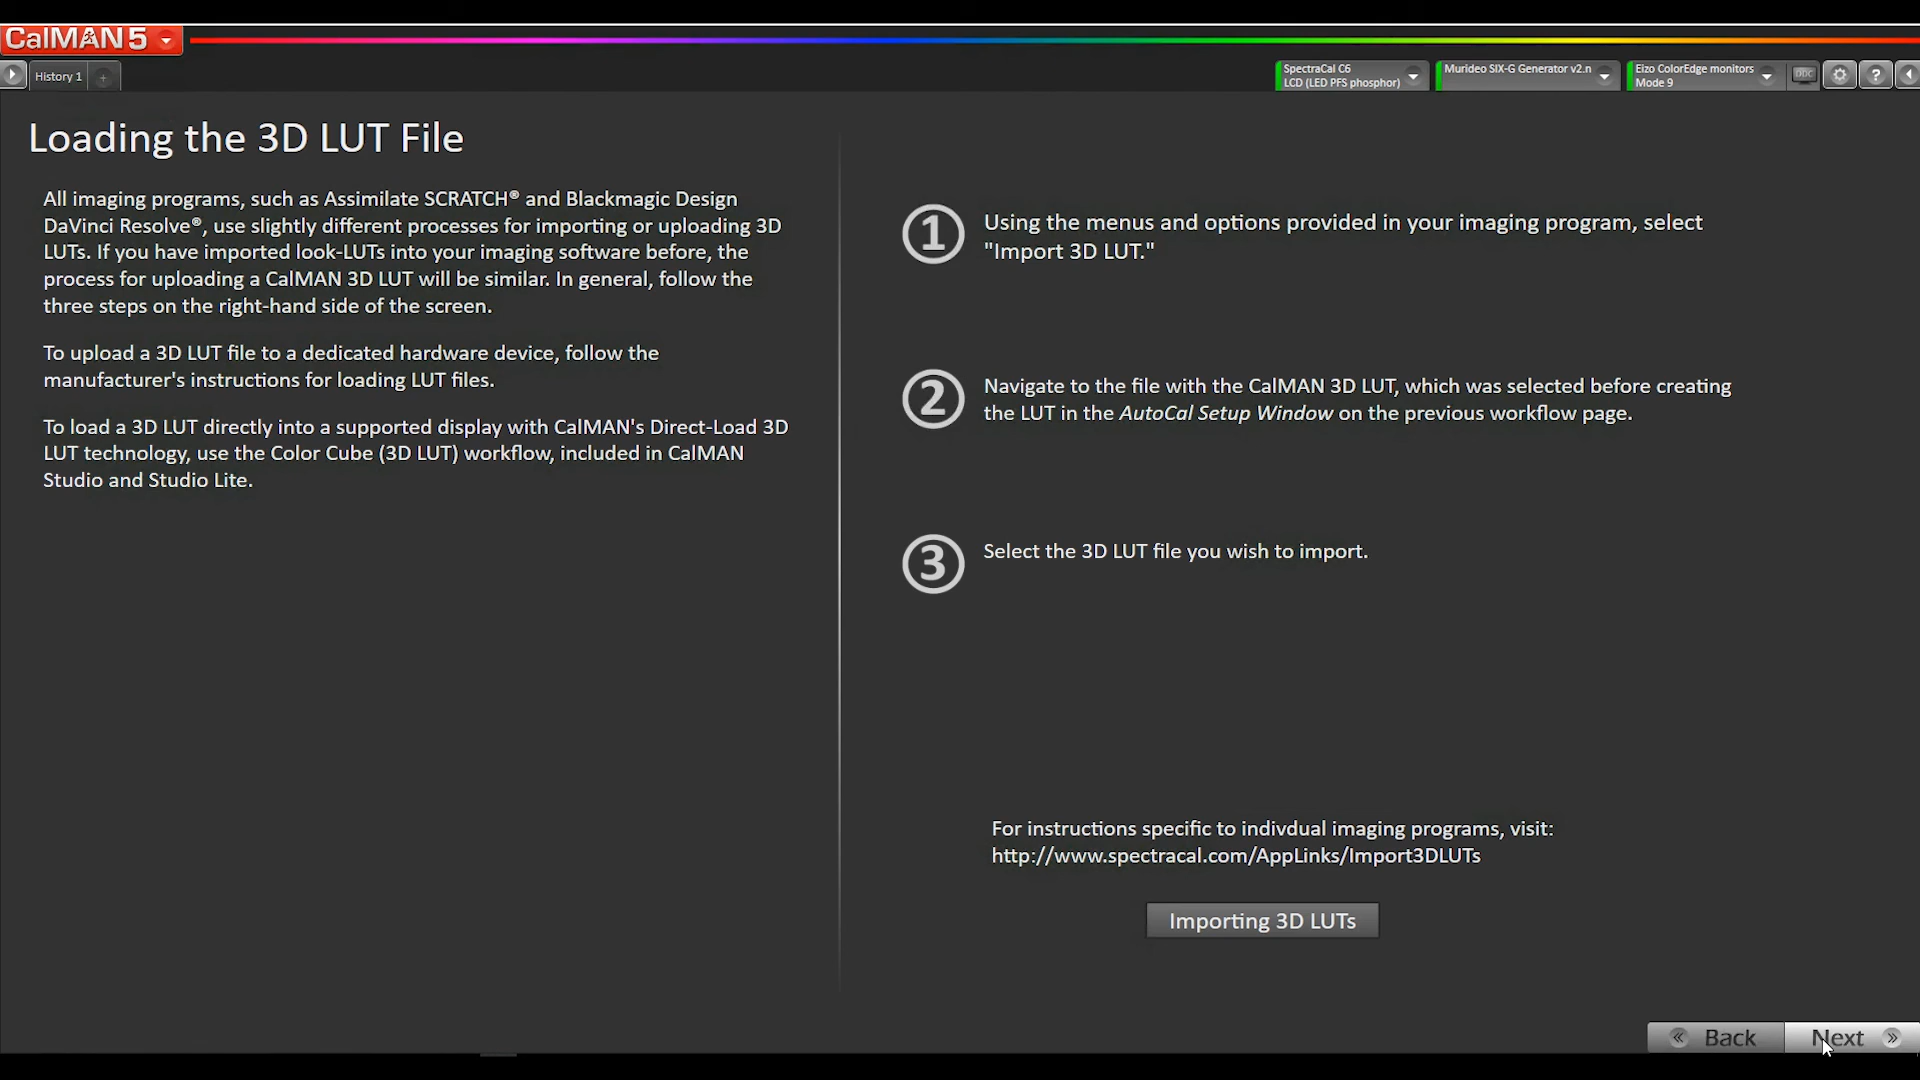 CalMAN 5
History 1
+
SpectraCal C6
LCD (LED PFS phosphor)
Murideo SIX-G Generator v2.n
Eizo ColorEdge monitors
Mode 9
DDC
?
Loading the 3D LUT File
All imaging programs, such as Assimilate SCRATCH® and Blackmagic Design
DaVinci Resolve®, use slightly different processes for importing or uploading 3D
LUTs. If you have imported look-LUTs into your imaging software before, the
process for uploading a CalMAN 3D LUT will be similar. In general, follow the
three steps on the right-hand side of the screen.
To upload a 3D LUT file to a dedicated hardware device, follow the
manufacturer's instructions for loading LUT files.
To load a 3D LUT directly into a supported display with CalMAN's Direct-Load 3D
LUT technology, use the Color Cube (3D LUT) workflow, included in CalMAN
Studio and Studio Lite.
1
Using the menus and options provided in your imaging program, select
"Import 3D LUT."
2
Navigate to the file with the CalMAN 3D LUT, which was selected before creating
the LUT in the AutoCal Setup Window on the previous workflow page.
3
Select the 3D LUT file you wish to import.
For instructions specific to indivdual imaging programs, visit:
http://www.spectracal.com/AppLinks/Import3DLUTs
Importing 3D LUTs
« Back
Next »